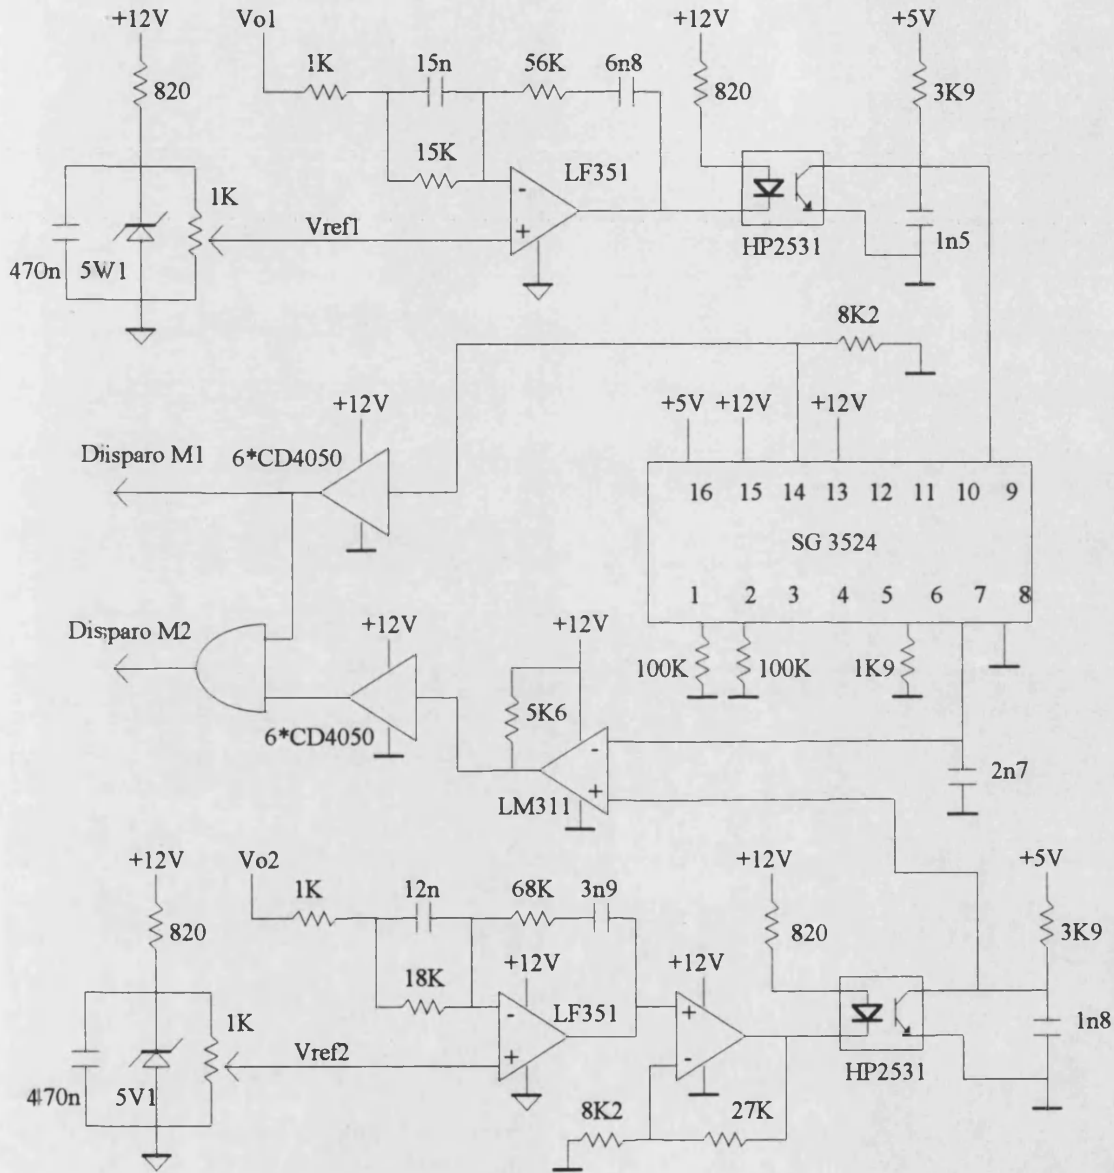 +12V Vo1 +12V +5V
1K 15n 56K 6n8
820 820 3K9
15K LF351
1K
Vref1 - +
470n 5W1 HP2531 1n5
8K2
+12V +5V +12V +12V
Diisparo M1 6*CD4050
16 15 14 13 12 11 10 9
SG 3524
1 2 3 4 5 6 7 8
Disparo M2 +12V +12V
100K 100K 1K9
5K6
6*CD4050 - +
LM311 2n7
+12V Vo2 +12V +5V
1K 12n 68K 3n9
820 820 3K9
18K +12V +12V
LF351
1K - + + -
Vref2 1n8
470n 5V1 HP2531
8K2 27K